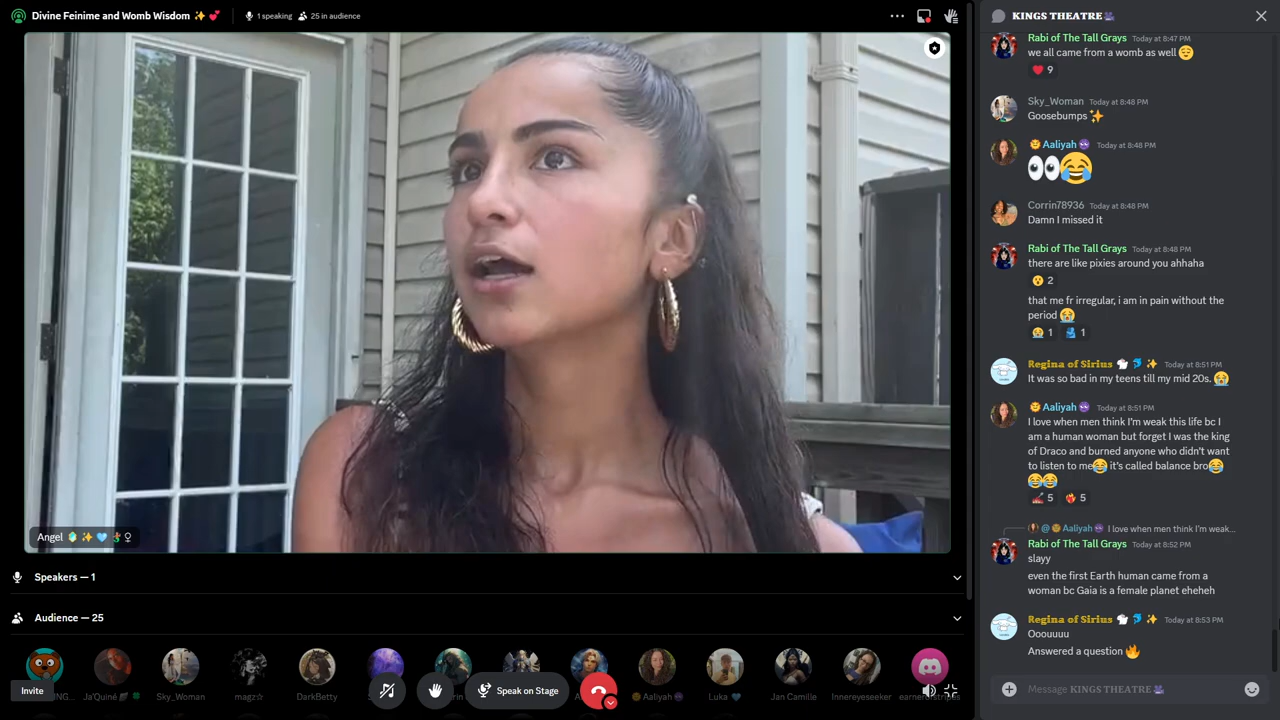 Divine Feinime and Womb Wisdom ✨ 💕
1 speaking
25 in audience
Angel
Speakers — 1
Audience — 25
Ja'Quiné
Sky_Woman
magz☆
DarkBetty
Aaliyah
Luka
Jan Camille
Innereyeseeker
Invite
Speak on Stage
KINGS THEATRE
Rabi of The Tall Grays Today at 8:47 PM
we all came from a womb as well 😌
❤️ 9
Sky_Woman Today at 8:48 PM
Goosebumps ✨
Aaliyah Today at 8:48 PM
👀😂
Corrin78936 Today at 8:48 PM
Damn I missed it
Rabi of The Tall Grays Today at 8:48 PM
there are like pixies around you ahhaha
😮 2
that me fr irregular, i am in pain without the
period 😭
😭 1 🫂 1
Regina of Sirius Today at 8:51 PM
It was so bad in my teens till my mid 20s. 😭
Aaliyah Today at 8:51 PM
I love when men think I'm weak this life bc I
am a human woman but forget I was the king
of Draco and burned anyone who didn't want
to listen to me😂 it's called balance bro😂
😂😂
💅 5 ❤️‍🔥 5
@ Aaliyah I love when men think I'm weak…
Rabi of The Tall Grays Today at 8:52 PM
slayy
even the first Earth human came from a
woman bc Gaia is a female planet eheheh
Regina of Sirius Today at 8:53 PM
Ooouuuu
Answered a question 🔥
Message KINGS THEATRE